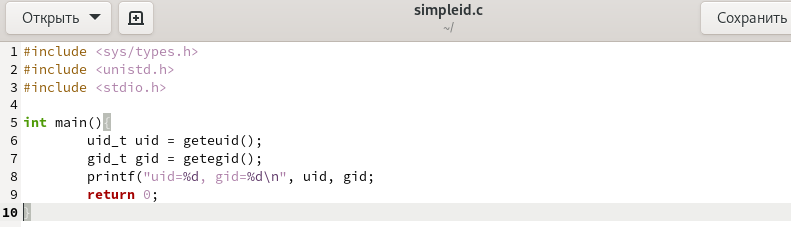 Открыть
simpleid.c
~/
Сохранить
1 #include <sys/types.h>
2 #include <unistd.h>
3 #include <stdio.h>
4
5 int main(){
6 uid_t uid = geteuid();
7 gid_t gid = getegid();
8 printf("uid=%d, gid=%d\n", uid, gid;
9 return 0;
10 }